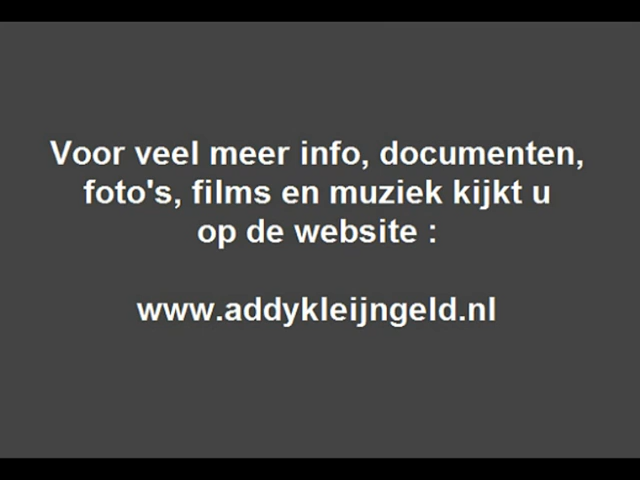 Voor veel meer info, documenten,
foto's, films en muziek kijkt u
op de website :
www.addykleijngeld.nl